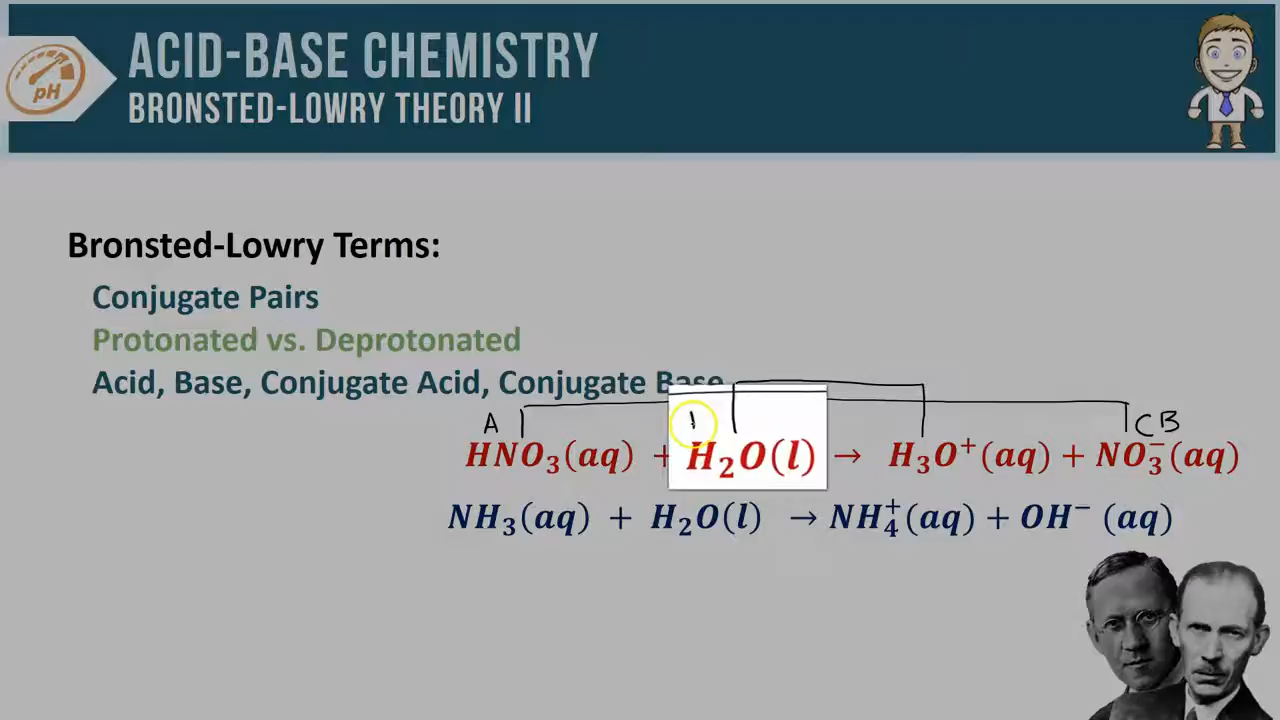 ACID-BASE CHEMISTRY
BRONSTED-LOWRY THEORY II
pH
Bronsted-Lowry Terms:
Conjugate Pairs
Protonated vs. Deprotonated
Acid, Base, Conjugate Acid, Conjugate Base
A CB
HNO₃(aq) + H₂O(l) → H₃O⁺(aq) + NO₃⁻(aq)
NH₃(aq) + H₂O(l) → NH₄⁺(aq) + OH⁻ (aq)